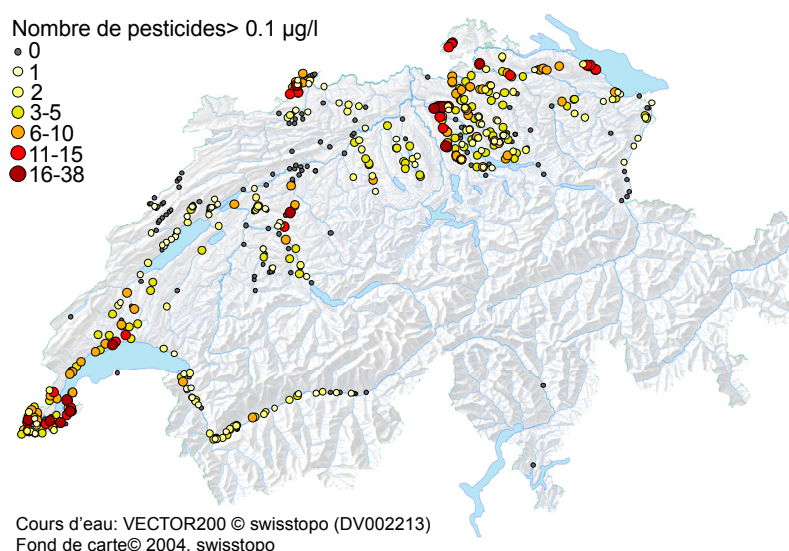 Nombre de pesticides> 0.1 µg/l
0
1
2
3-5
6-10
11-15
16-38
Cours d'eau: VECTOR200 © swisstopo (DV002213)
Fond de carte© 2004, swisstopo